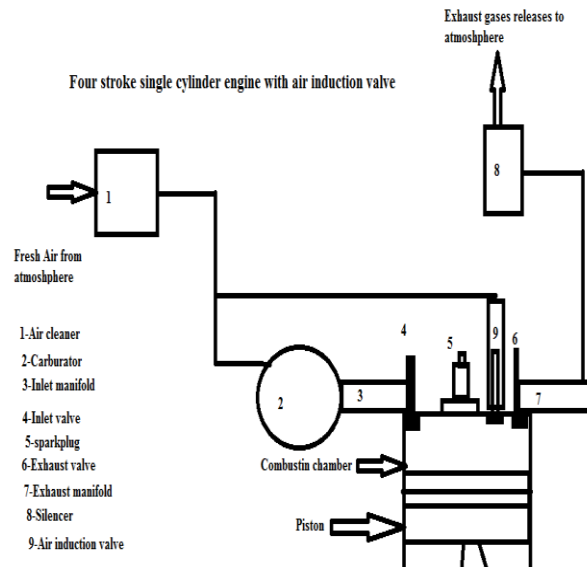 Exhaust gases releases to
atmoshphere
Four stroke single cylinder engine with air induction valve
8
1
Fresh Air from
atmoshphere
9
6
4
5
1-Air cleaner
2-Carburator
3-Inlet manifold
2
3
7
4-Inlet valve
5-sparkplug
6-Exhaust valve
Combustin chamber
7-Exhaust manifold
8-Silencer
Piston
9-Air induction valve